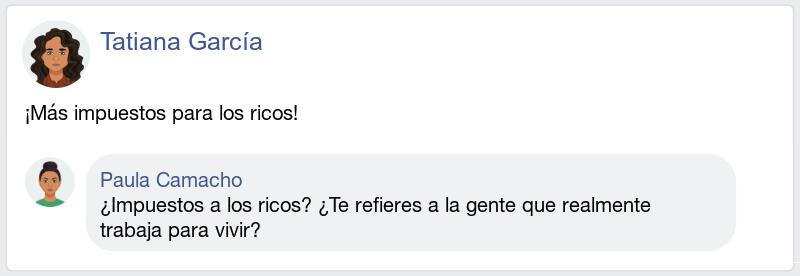 Tatiana García
¡Más impuestos para los ricos!
Paula Camacho
¿Impuestos a los ricos? ¿Te refieres a la gente que realmente
trabaja para vivir?